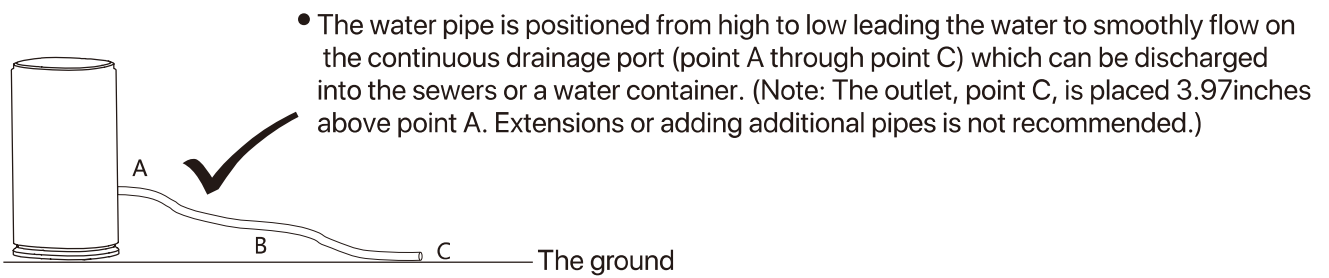 • The water pipe is positioned from high to low leading the water to smoothly flow on
the continuous drainage port (point A through point C) which can be discharged
into the sewers or a water container. (Note: The outlet, point C, is placed 3.97inches
above point A. Extensions or adding additional pipes is not recommended.)
A
B
C
The ground